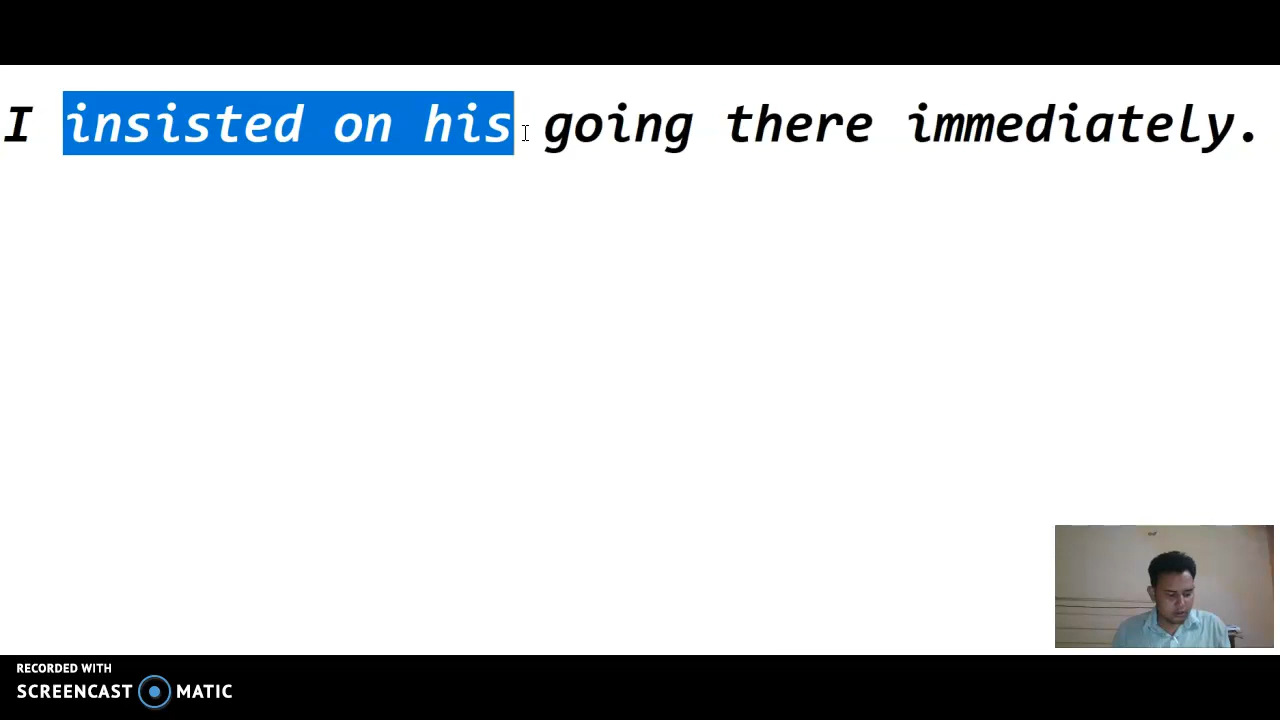 I insisted on his going there immediately.
RECORDED WITH
SCREENCAST MATIC